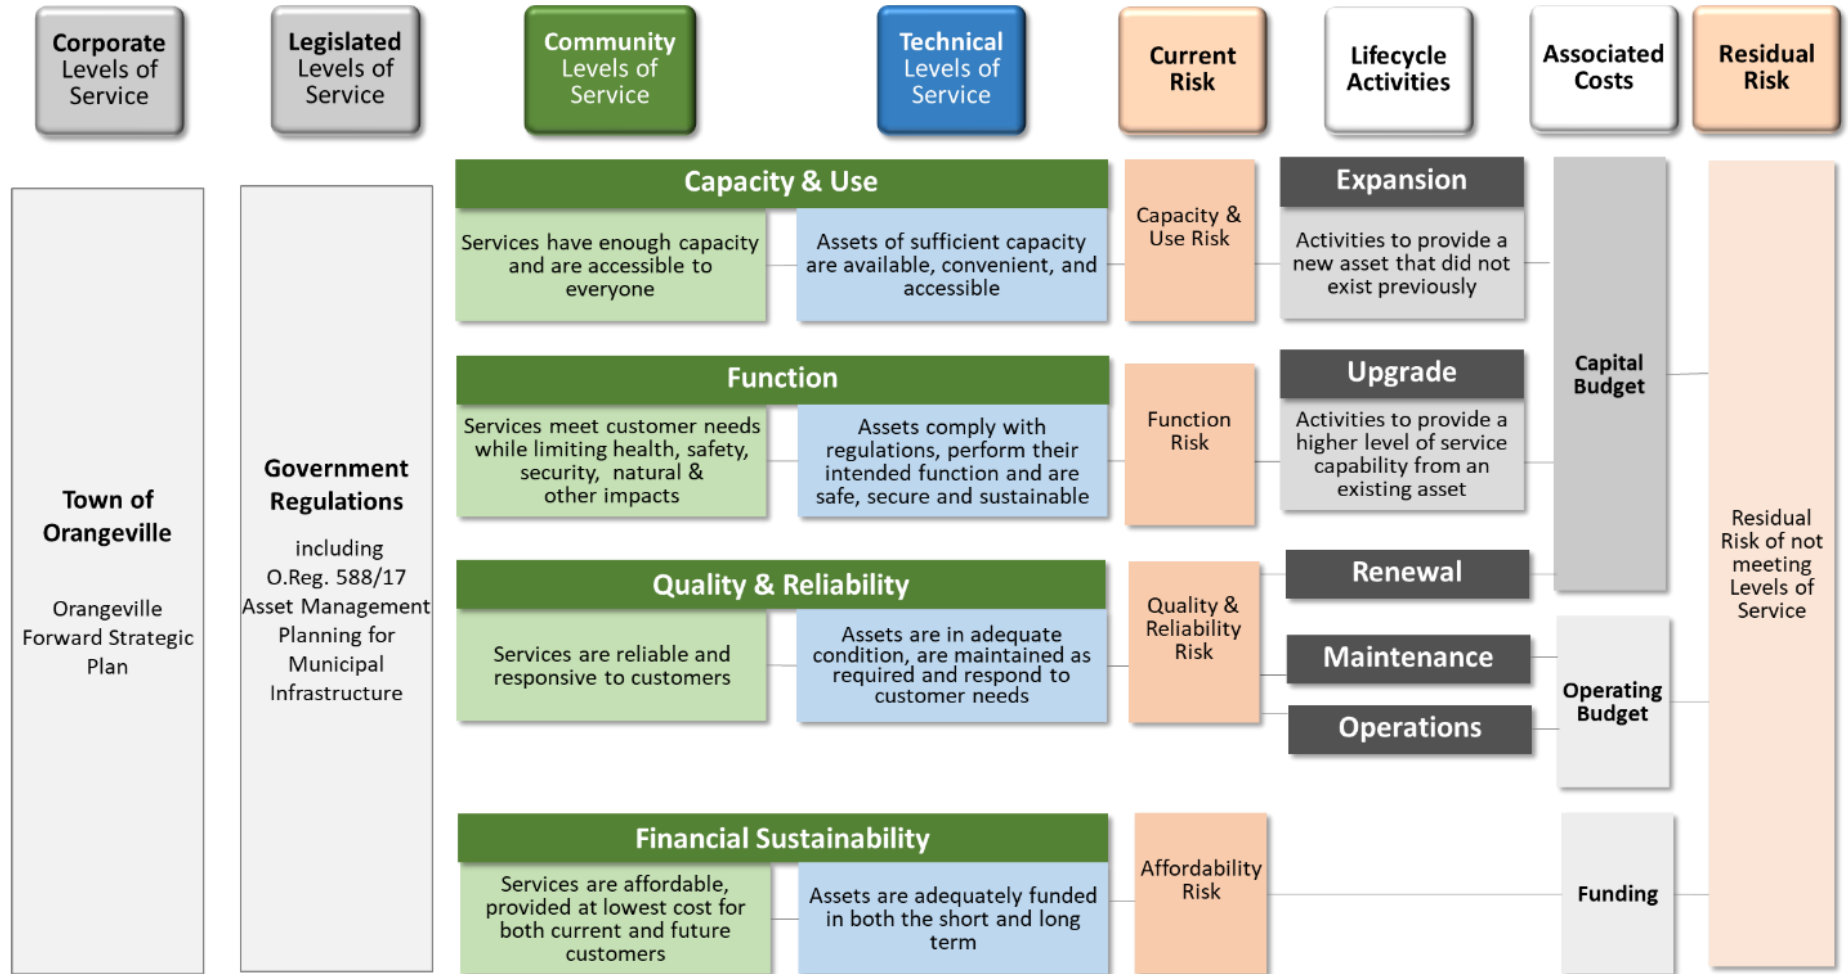 Corporate
Levels of
Service
Legislated
Levels of
Service
Community
Levels of
Service
Technical
Levels of
Service
Current
Risk
Lifecycle
Activities
Associated
Costs
Residual
Risk
Town of
Orangeville
Orangeville
Forward Strategic
Plan
Government
Regulations
including
O.Reg. 588/17
Asset Management
Planning for
Municipal
Infrastructure
Capacity & Use
Services have enough capacity
and are accessible to
everyone
Assets of sufficient capacity
are available, convenient, and
accessible
Capacity &
Use Risk
Expansion
Activities to provide a
new asset that did not
exist previously
Function
Services meet customer needs
while limiting health, safety,
security, natural &
other impacts
Assets comply with
regulations, perform their
intended function and are
safe, secure and sustainable
Function
Risk
Upgrade
Activities to provide a
higher level of service
capability from an
existing asset
Capital
Budget
Quality & Reliability
Services are reliable and
responsive to customers
Assets are in adequate
condition, are maintained as
required and respond to
customer needs
Quality &
Reliability
Risk
Renewal
Maintenance
Operations
Operating
Budget
Residual
Risk of not
meeting
Levels of
Service
Financial Sustainability
Services are affordable,
provided at lowest cost for
both current and future
customers
Assets are adequately funded
in both the short and long
term
Affordability
Risk
Funding